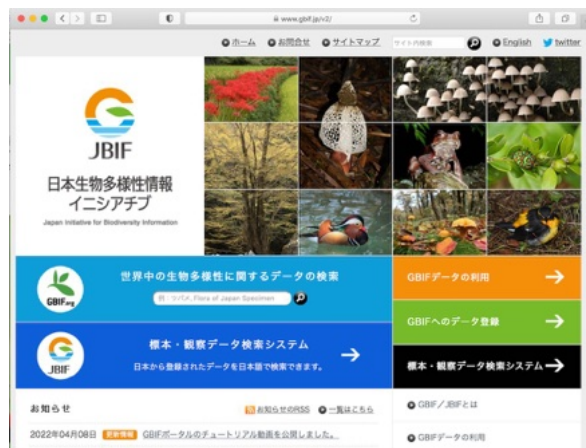 www.gbif.jp/v2/
ホーム お問合せ サイトマップ サイト内検索 English twitter
JBIF
日本生物多様性情報
イニシアチブ
Japan Initiative for Biodiversity Information
GBIF.org
世界中の生物多様性に関するデータの検索
例：ツバメ, Flora of Japan Specimen
JBIF
標本・観察データ検索システム
日本から登録されたデータを日本語で検索できます。
GBIFデータの利用
GBIFへのデータ登録
標本・観察データ検索システム
お知らせ お知らせのRSS 一覧はこちら
2022年04月08日 更新情報 GBIFポータルのチュートリアル動画を公開しました。
GBIF／JBIFとは
GBIFデータの利用